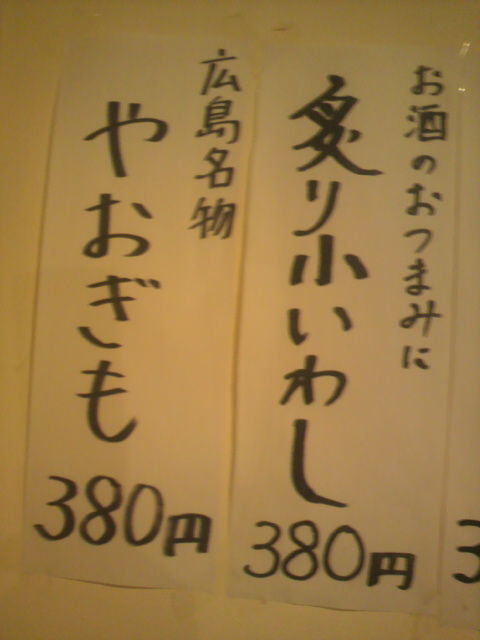 お酒のおつまみに
炙り小いわし
380円
広島名物
やおぎも
380円